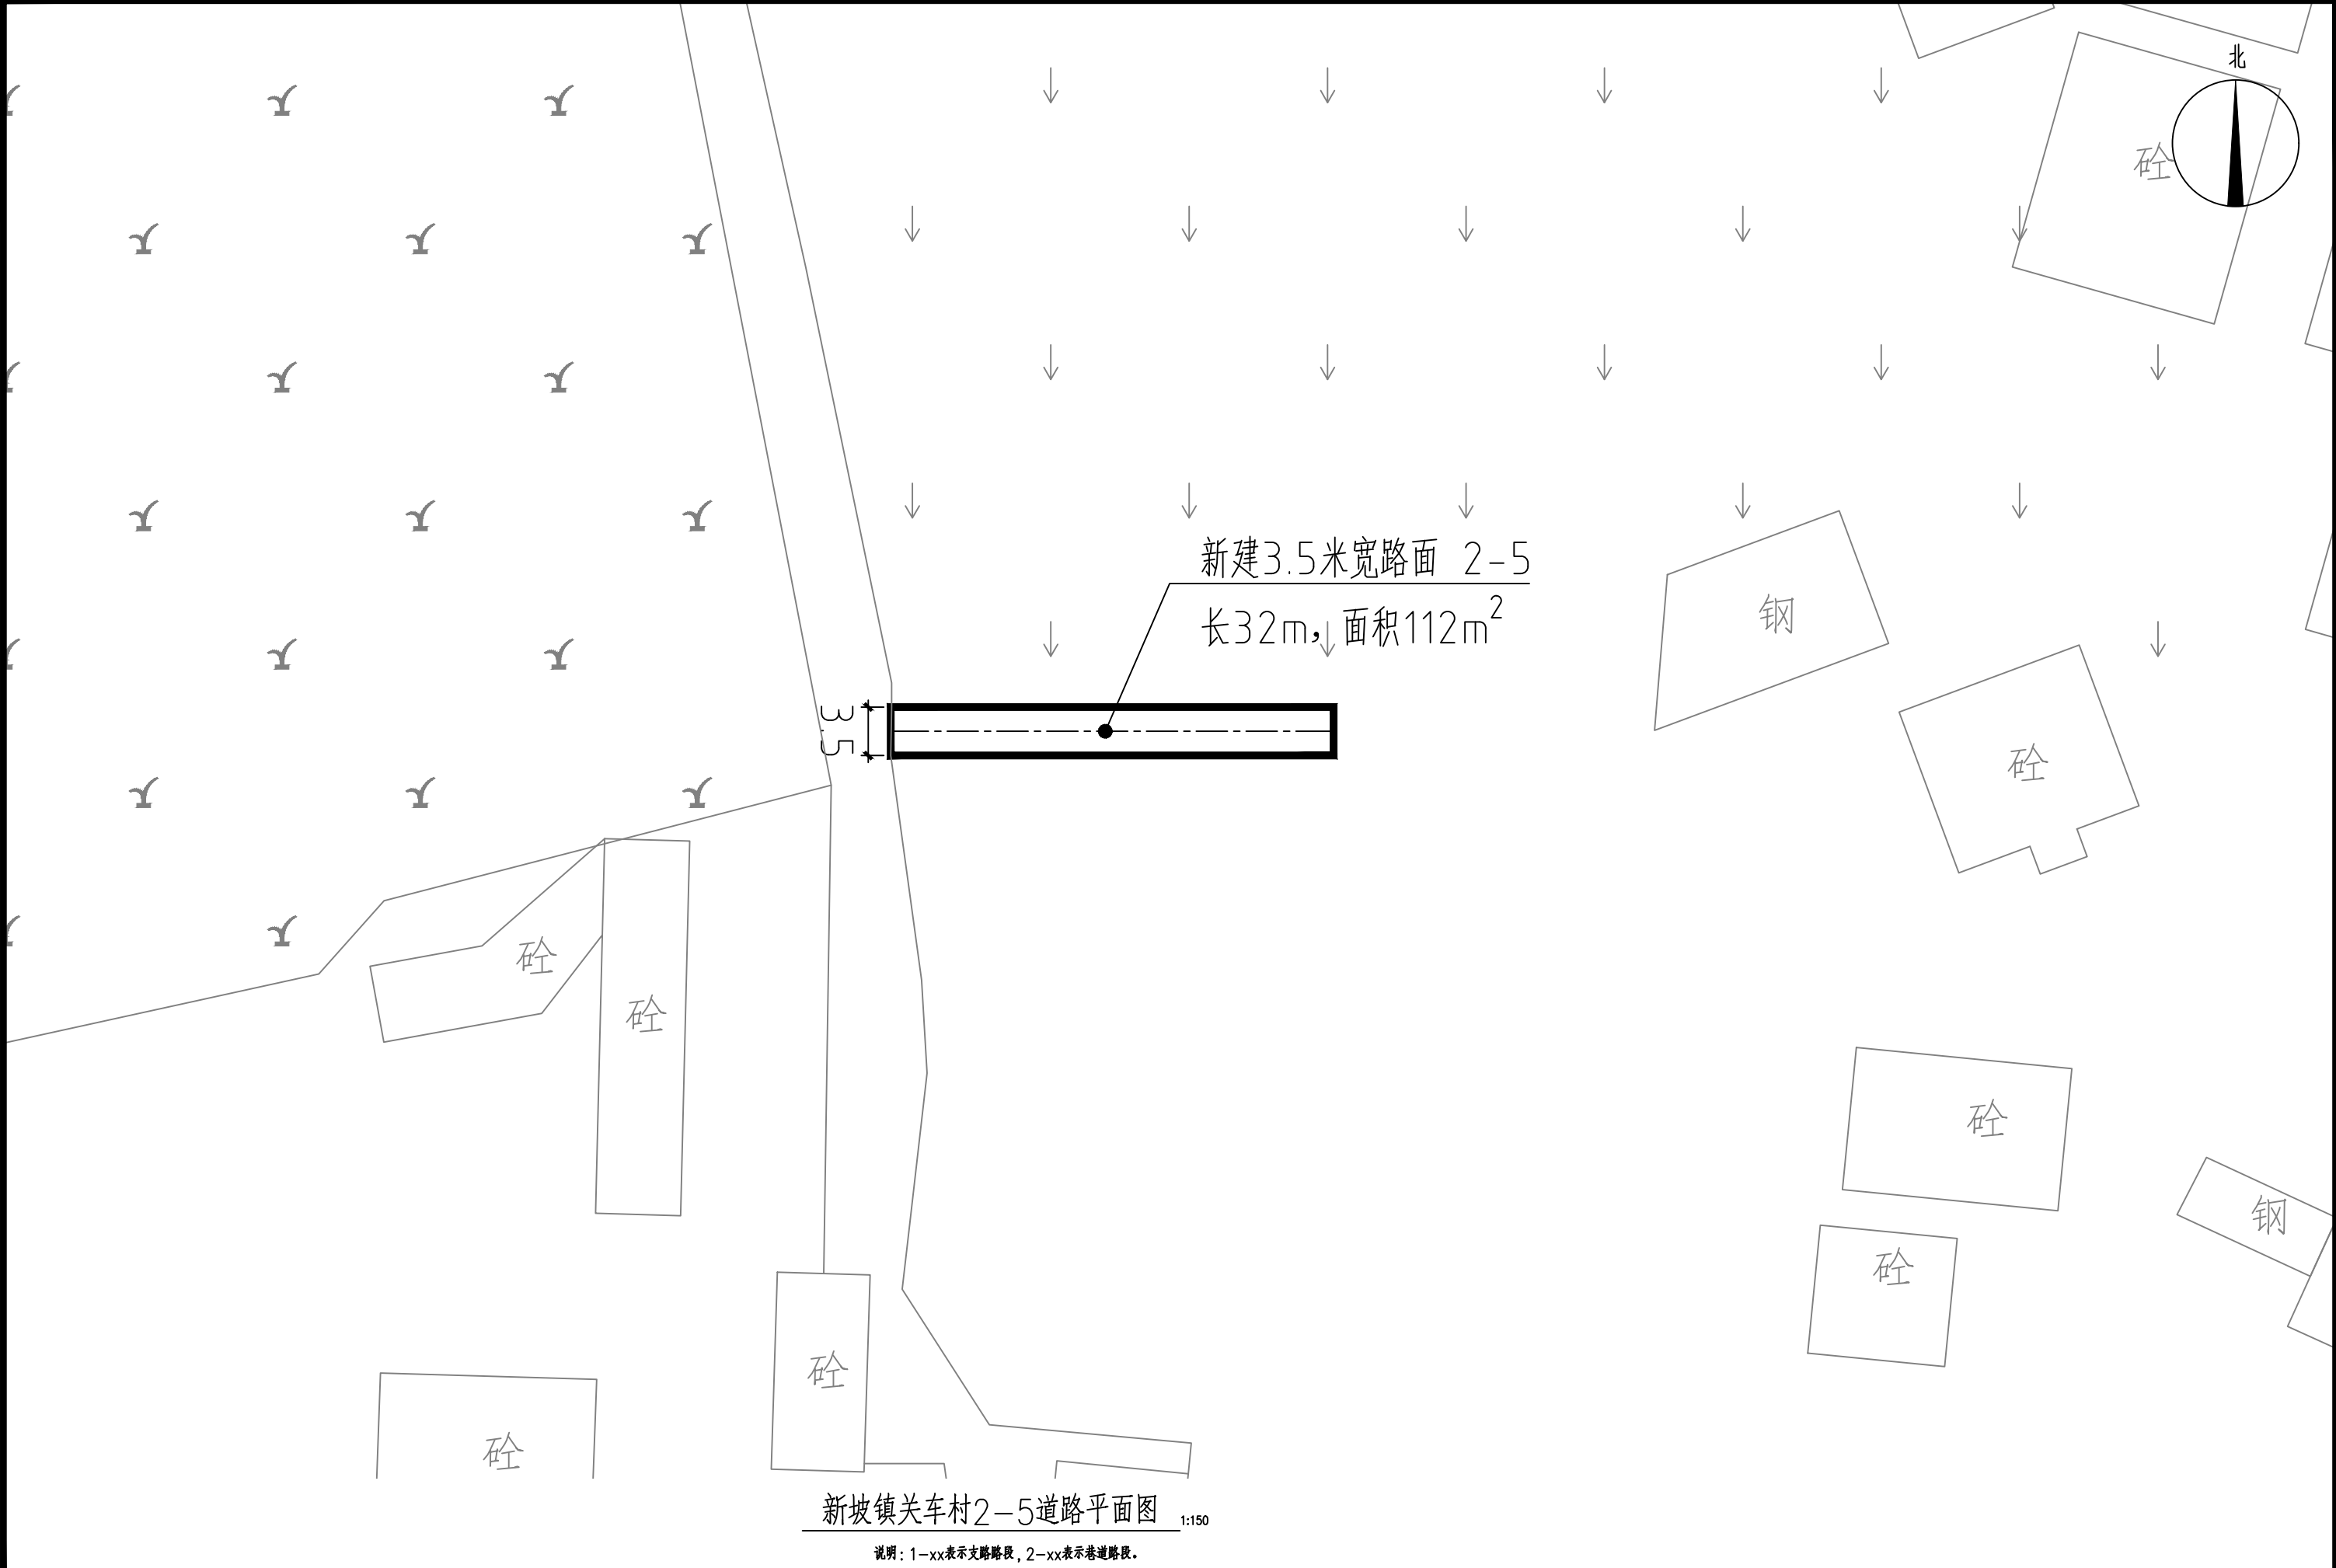 北
砼
新建3.5米宽路面 2-5
长32m，面积112m²
钢
3.5
砼
砼
砼
砼
钢
砼
砼
砼
新坡镇关车村2-5道路平面图 1:150
说明：1-xx表示支路路段，2-xx表示巷道路段。